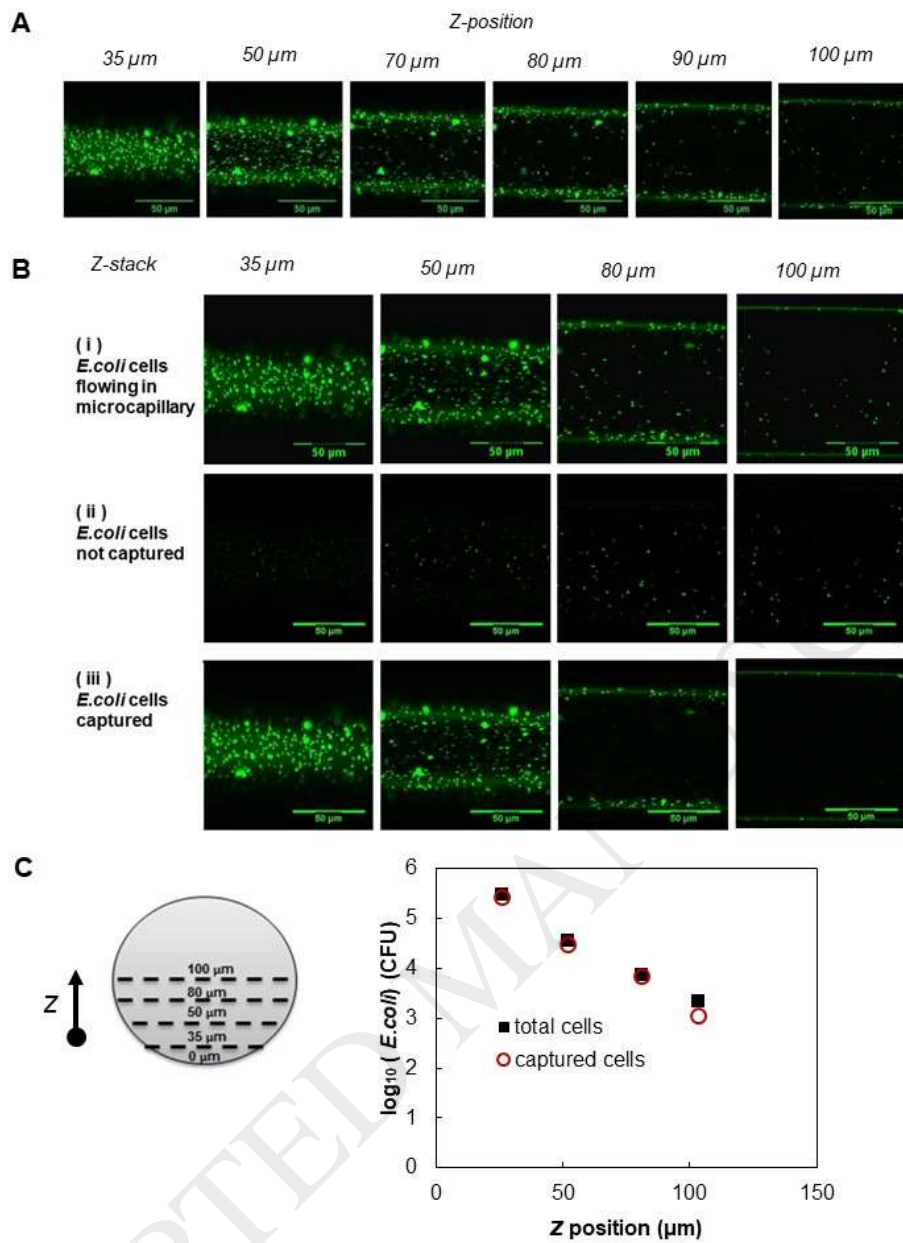 A
Z-position
35 µm 50 µm 70 µm 80 µm 90 µm 100 µm
50 µm 50 µm 50 µm 50 µm 50 µm 50 µm
B
Z-stack 35 µm 50 µm 80 µm 100 µm
( i )
E.coli cells
flowing in
microcapillary
50 µm 50 µm 50 µm 50 µm
( ii )
E.coli cells
not captured
50 µm 50 µm 50 µm 50 µm
( iii )
E.coli cells
captured
50 µm 50 µm 50 µm 50 µm
C
100 µm
80 µm
50 µm
35 µm
0 µm
Z
log₁₀ ( E.coli) (CFU)
6
5
4
3
2
1
0
total cells
captured cells
0 50 100 150
Z position (µm)
RTED MAN